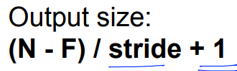 Output size:
(N - F) / stride + 1